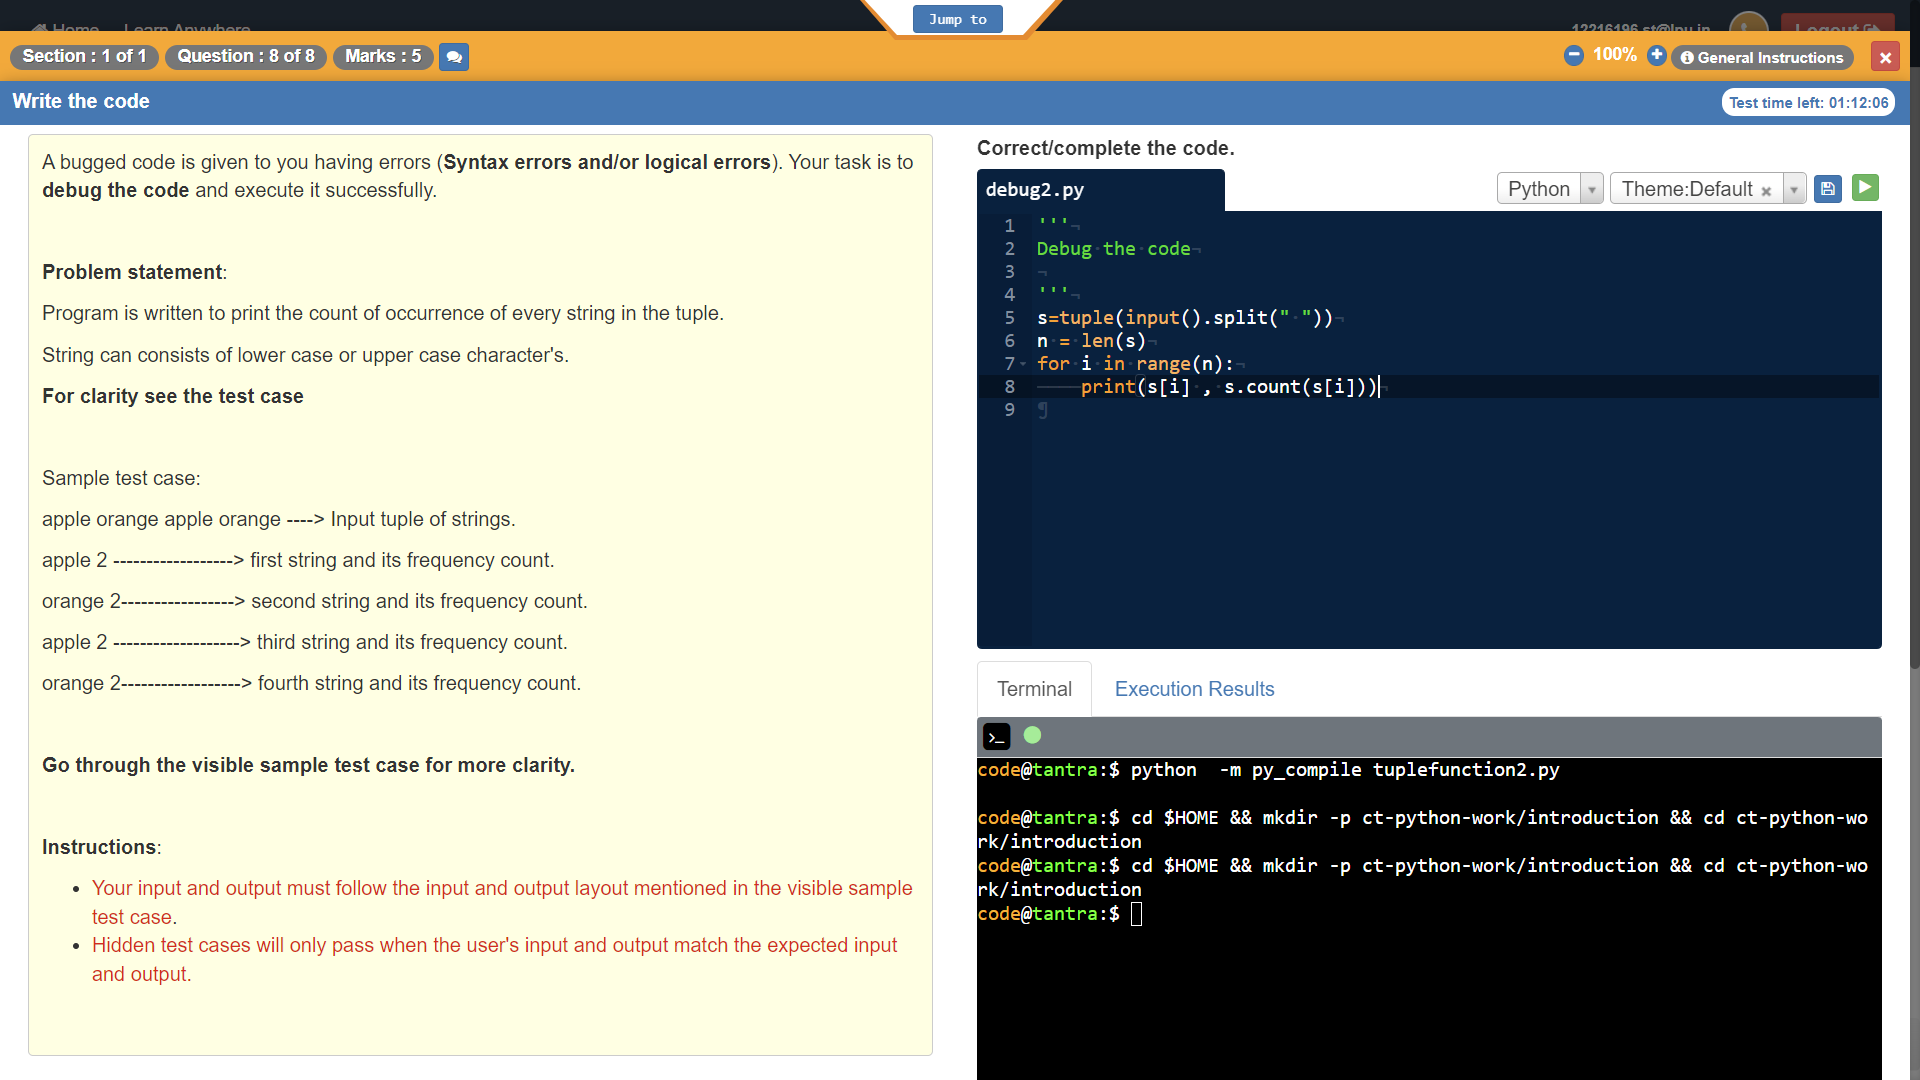 Jump to
Home Learn Anywhere
12216196.st@lpu.in Logout
Section : 1 of 1 Question : 8 of 8 Marks : 5
100% General Instructions
Write the code
Test time left: 01:12:06
A bugged code is given to you having errors (Syntax errors and/or logical errors). Your task is to
debug the code and execute it successfully.
Problem statement:
Program is written to print the count of occurrence of every string in the tuple.
String can consists of lower case or upper case character's.
For clarity see the test case
Sample test case:
apple orange apple orange ----> Input tuple of strings.
apple 2 ------------------> first string and its frequency count.
orange 2-----------------> second string and its frequency count.
apple 2 -------------------> third string and its frequency count.
orange 2------------------> fourth string and its frequency count.
Go through the visible sample test case for more clarity.
Instructions:
• Your input and output must follow the input and output layout mentioned in the visible sample
test case.
• Hidden test cases will only pass when the user's input and output match the expected input
and output.
Correct/complete the code.
debug2.py
Python Theme:Default ×
1 '''
2 Debug the code
3
4 '''
5 s=tuple(input().split(" "))
6 n = len(s)
7 for i in range(n):
8 print(s[i] , s.count(s[i]))
9
Terminal Execution Results
code@tantra:$ python  -m py_compile tuplefunction2.py
code@tantra:$ cd $HOME && mkdir -p ct-python-work/introduction && cd ct-python-wo
rk/introduction
code@tantra:$ cd $HOME && mkdir -p ct-python-work/introduction && cd ct-python-wo
rk/introduction
code@tantra:$